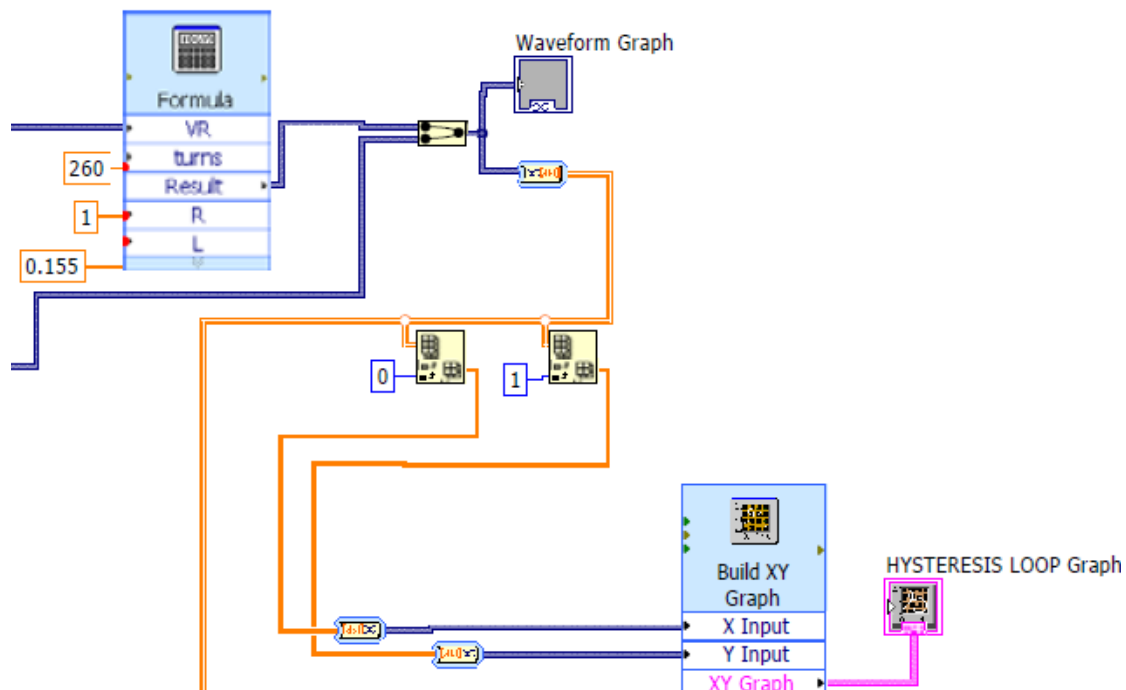 Waveform Graph
Formula
VR
turns
260
Result
1
R
L
0.155
0
1
Build XY
Graph
HYSTERESIS LOOP Graph
X Input
Y Input
XY Graph